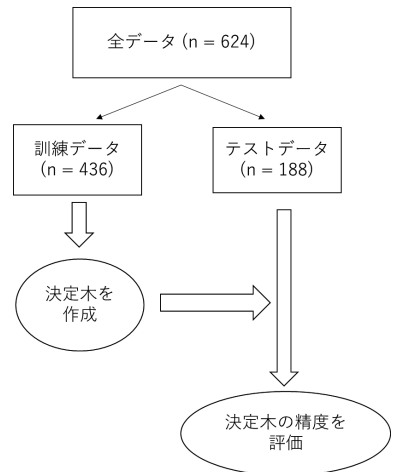 全データ (n = 624)
訓練データ
(n = 436)
テストデータ
(n = 188)
決定木を
作成
決定木の精度を
評価